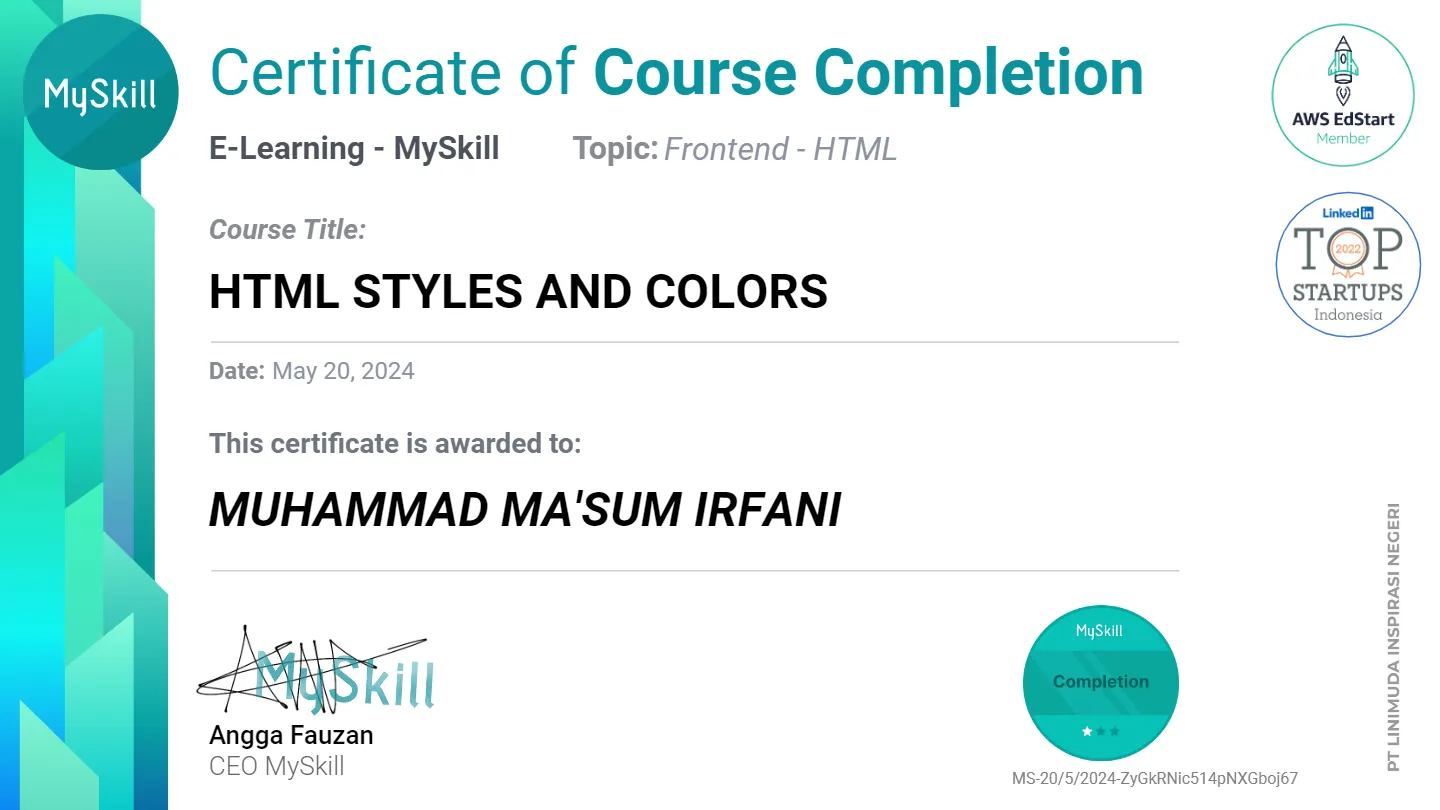 MySkill
Certificate of Course Completion
E-Learning - MySkill
Topic: Frontend - HTML
Course Title:
HTML STYLES AND COLORS
Date: May 20, 2024
This certificate is awarded to:
MUHAMMAD MA'SUM IRFANI
MySkill
Angga Fauzan
CEO MySkill
AWS EdStart
Member
Linked in
TOP
2022
STARTUPS
Indonesia
PT LINIMUDA INSPIRASI NEGERI
MySkill
Completion
MS-20/5/2024-ZyGkRNic514pNXGboj67